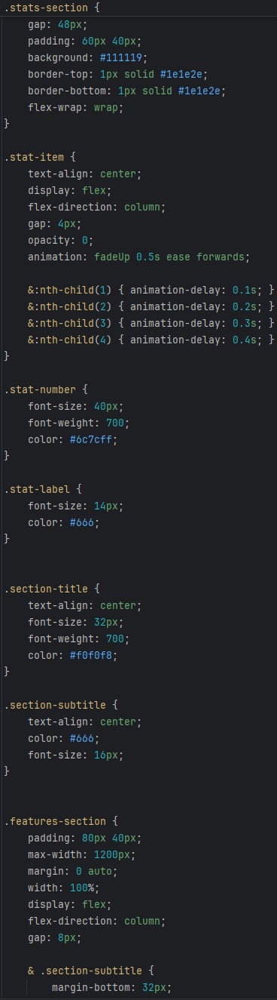 .stats-section {
    gap: 48px;
    padding: 60px 40px;
    background: #111119;
    border-top: 1px solid #1e1e2e;
    border-bottom: 1px solid #1e1e2e;
    flex-wrap: wrap;
}

.stat-item {
    text-align: center;
    display: flex;
    flex-direction: column;
    gap: 4px;
    opacity: 0;
    animation: fadeUp 0.5s ease forwards;

    &:nth-child(1) { animation-delay: 0.1s; }
    &:nth-child(2) { animation-delay: 0.2s; }
    &:nth-child(3) { animation-delay: 0.3s; }
    &:nth-child(4) { animation-delay: 0.4s; }
}

.stat-number {
    font-size: 40px;
    font-weight: 700;
    color: #6c7cff;
}

.stat-label {
    font-size: 14px;
    color: #666;
}


.section-title {
    text-align: center;
    font-size: 32px;
    font-weight: 700;
    color: #f0f0f8;
}

.section-subtitle {
    text-align: center;
    color: #666;
    font-size: 16px;
}


.features-section {
    padding: 80px 40px;
    max-width: 1200px;
    margin: 0 auto;
    width: 100%;
    display: flex;
    flex-direction: column;
    gap: 8px;

    & .section-subtitle {
        margin-bottom: 32px;